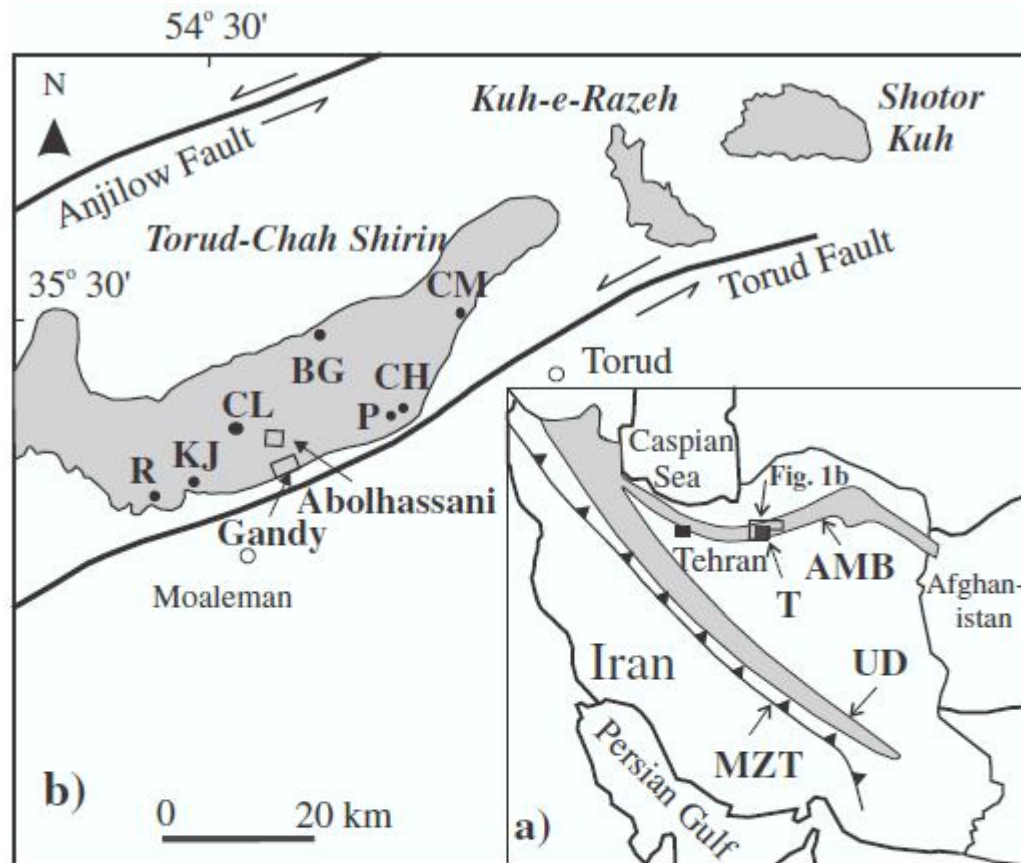 54° 30'
N
Kuh-e-Razeh
Shotor
Kuh
Anjilow Fault
Torud-Chah Shirin
Torud Fault
35° 30'
CM
BG
CH
P
CL
KJ
R
Torud
Abolhassani
Gandy
Moaleman
b)
0 20 km
Caspian
Sea
Fig. 1b
Tehran
AMB
T
Afghan-
istan
Iran
UD
MZT
Persian Gulf
a)